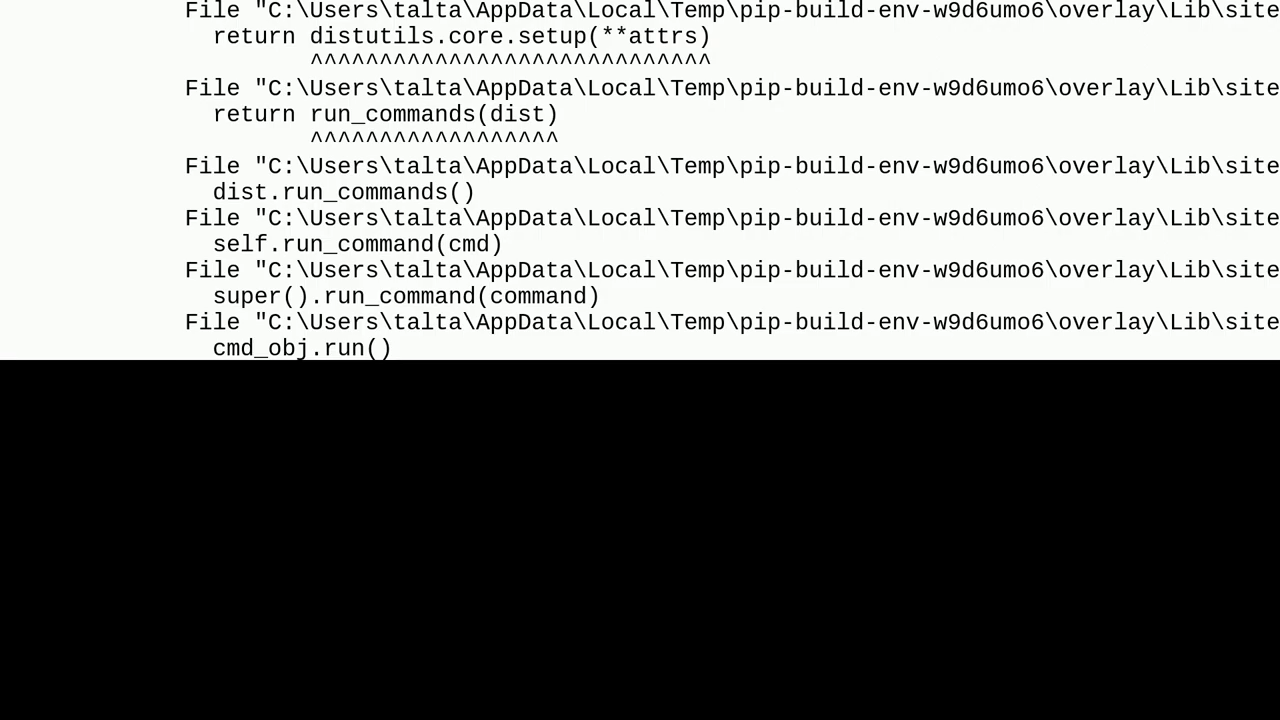 File "C:\Users\talta\AppData\Local\Temp\pip-build-env-w9d6umo6\overlay\Lib\site
return distutils.core.setup(**attrs)
^^^^^^^^^^^^^^^^^^^^^^^^^^^^^
File "C:\Users\talta\AppData\Local\Temp\pip-build-env-w9d6umo6\overlay\Lib\site
return run_commands(dist)
^^^^^^^^^^^^^^^^^^
File "C:\Users\talta\AppData\Local\Temp\pip-build-env-w9d6umo6\overlay\Lib\site
dist.run_commands()
File "C:\Users\talta\AppData\Local\Temp\pip-build-env-w9d6umo6\overlay\Lib\site
self.run_command(cmd)
File "C:\Users\talta\AppData\Local\Temp\pip-build-env-w9d6umo6\overlay\Lib\site
super().run_command(command)
File "C:\Users\talta\AppData\Local\Temp\pip-build-env-w9d6umo6\overlay\Lib\site
cmd_obj.run()